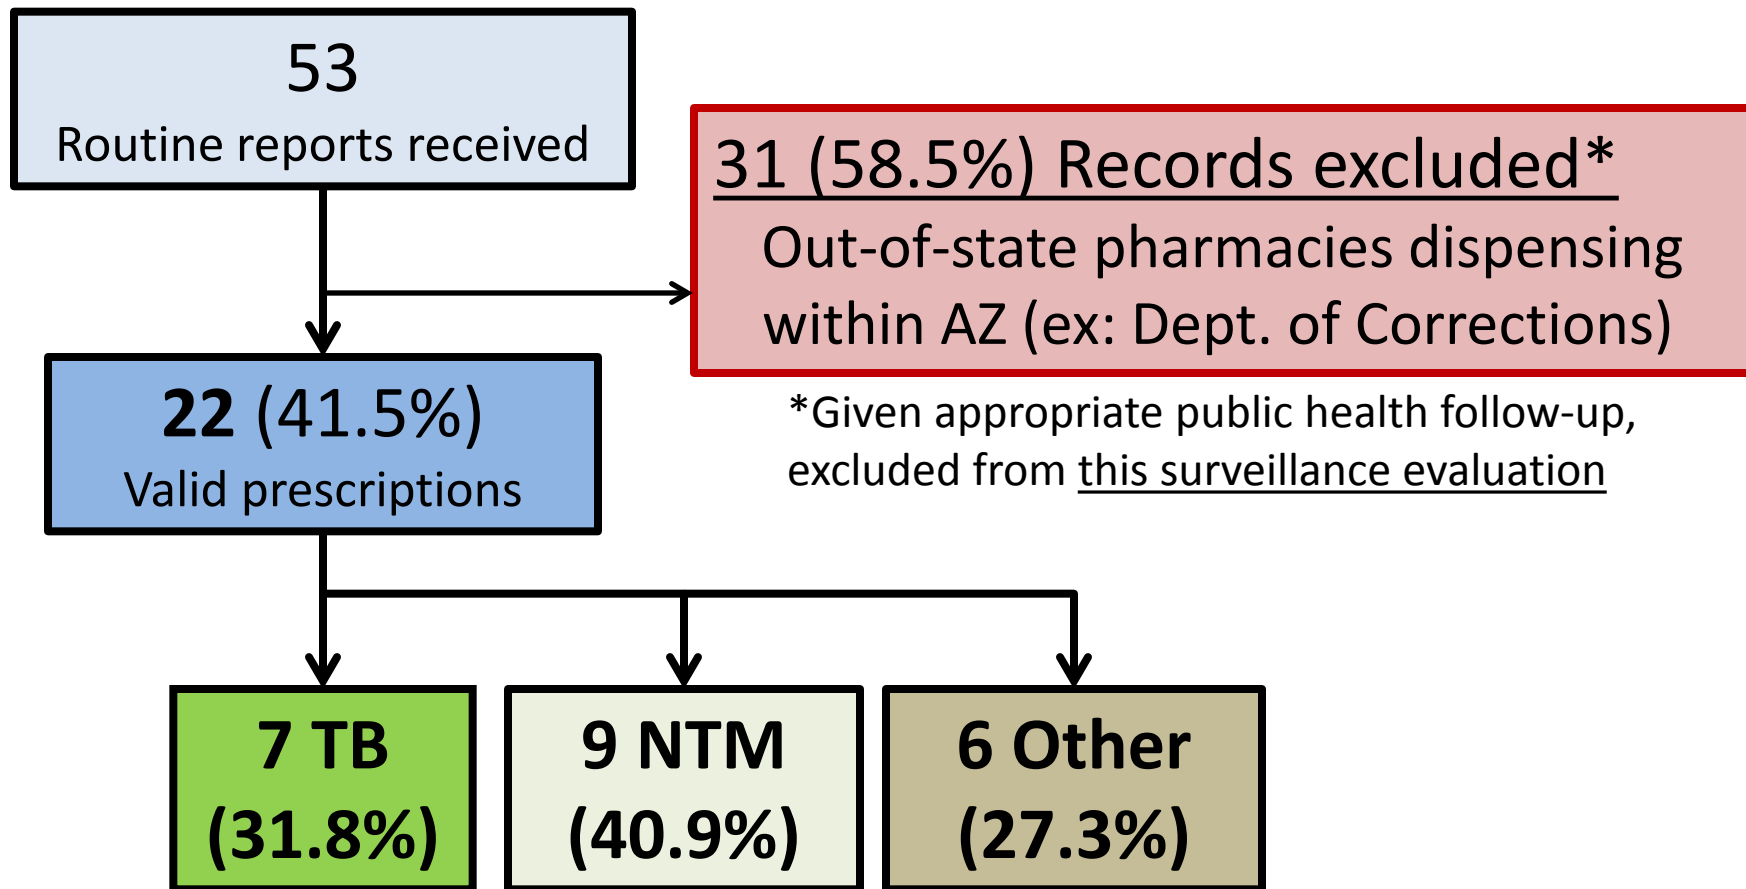 53
Routine reports received
31 (58.5%) Records excluded*
Out-of-state pharmacies dispensing
within AZ (ex: Dept. of Corrections)
22 (41.5%)
Valid prescriptions
*Given appropriate public health follow-up,
excluded from this surveillance evaluation
7 TB
(31.8%)
9 NTM
(40.9%)
6 Other
(27.3%)